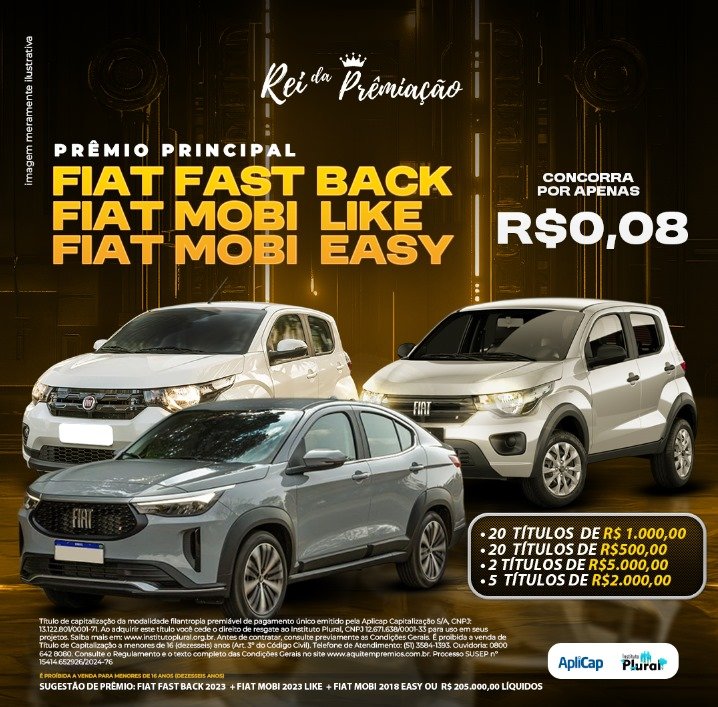 imagem meramente ilustrativa
Rei da Prêmiação
PRÊMIO PRINCIPAL
FIAT FAST BACK
FIAT MOBI LIKE
FIAT MOBI EASY
CONCORRA
POR APENAS
R$0,08
FIAT
FIAT
• 20 TÍTULOS DE R$ 1.000,00
• 20 TÍTULOS DE R$500,00
• 2 TÍTULOS DE R$5.000,00
• 5 TÍTULOS DE R$2.000,00
Título de capitalização da modalidade filantropia premiável de pagamento único emitido pela Aplicap Capitalização S/A, CNPJ:
13.122.801/0001-71. Ao adquirir este título você cede o direito de resgate ao Instituto Plural, CNPJ 12.671.638/0001-33 para uso em seus
projetos. Saiba mais em: www.institutoplural.org.br. Antes de contratar, consulte previamente as Condições Gerais. É proibida a venda de
Título de Capitalização a menores de 16 (dezesseis) anos (Art. 3º do Código Civil). Telefone de Atendimento: (51) 3584-1393. Ouvidoria: 0800
642 8080. Consulte o Regulamento e o texto completo das Condições Gerais no site www.aquitempremios.com.br. Processo SUSEP nº
15414.652926/2024-76
ApliCap
Instituto
Plural
É PROIBIDA A VENDA PARA MENORES DE 16 ANOS (DEZESSEIS ANOS)
SUGESTÃO DE PRÊMIO: FIAT FAST BACK 2023 + FIAT MOBI 2023 LIKE + FIAT MOBI 2018 EASY OU R$ 205.000,00 LÍQUIDOS